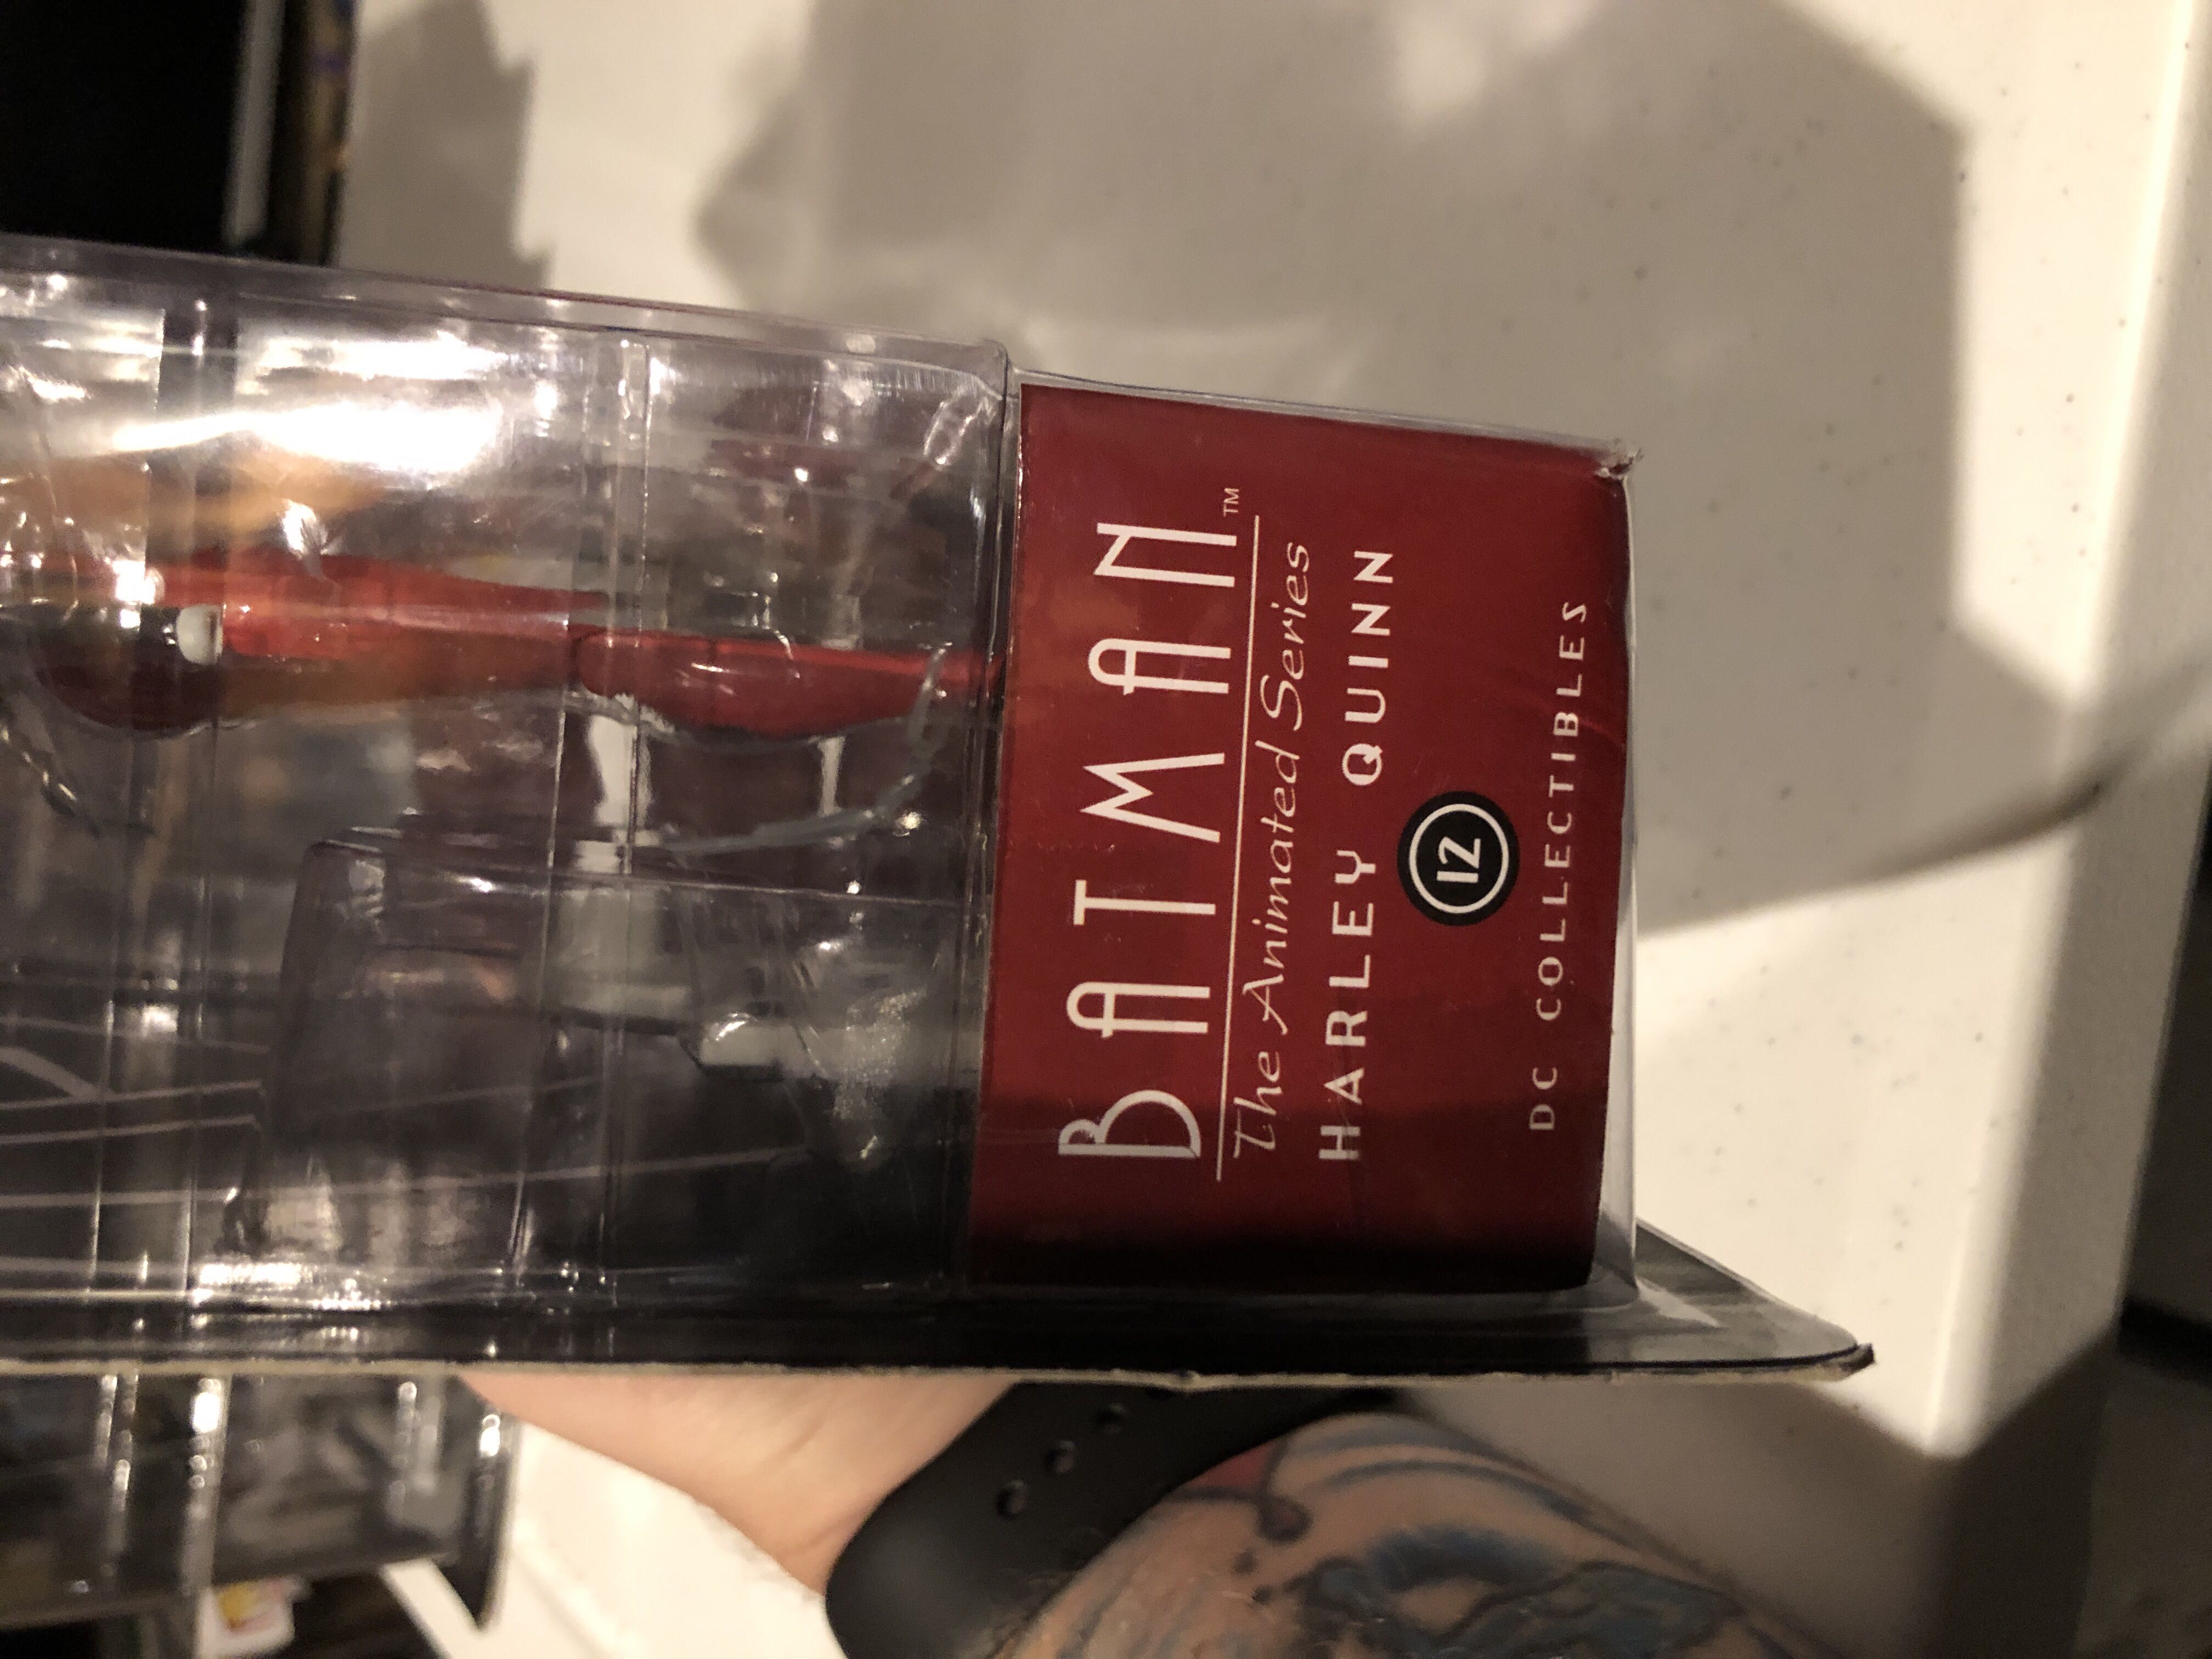 BATMAN™
The Animated Series
HARLEY QUINN
12
DC COLLECTIBLES